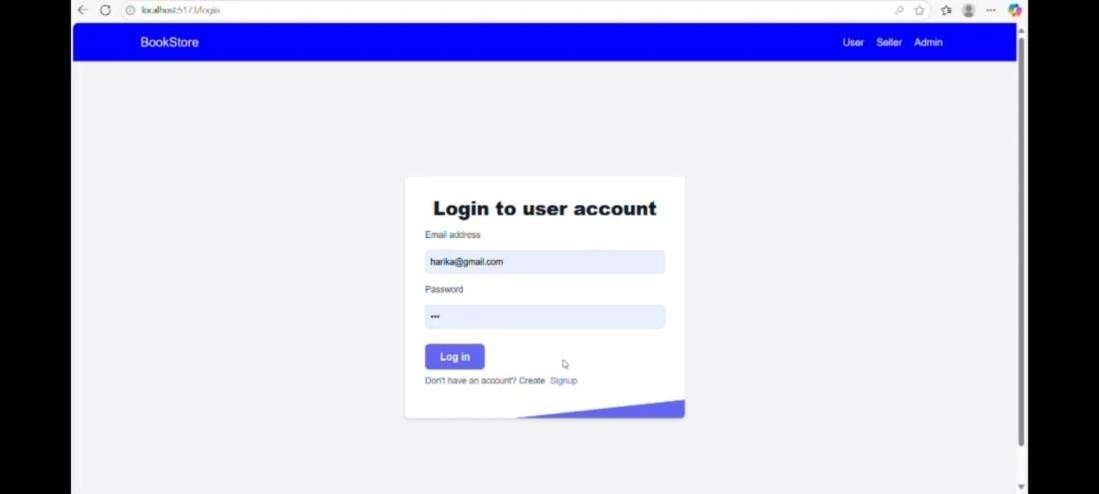 localhost:5173/login
BookStore
User Seller Admin
Login to user account
Email address
harika@gmail.com
Password
•••
Log in
Don't have an account? Create Signup